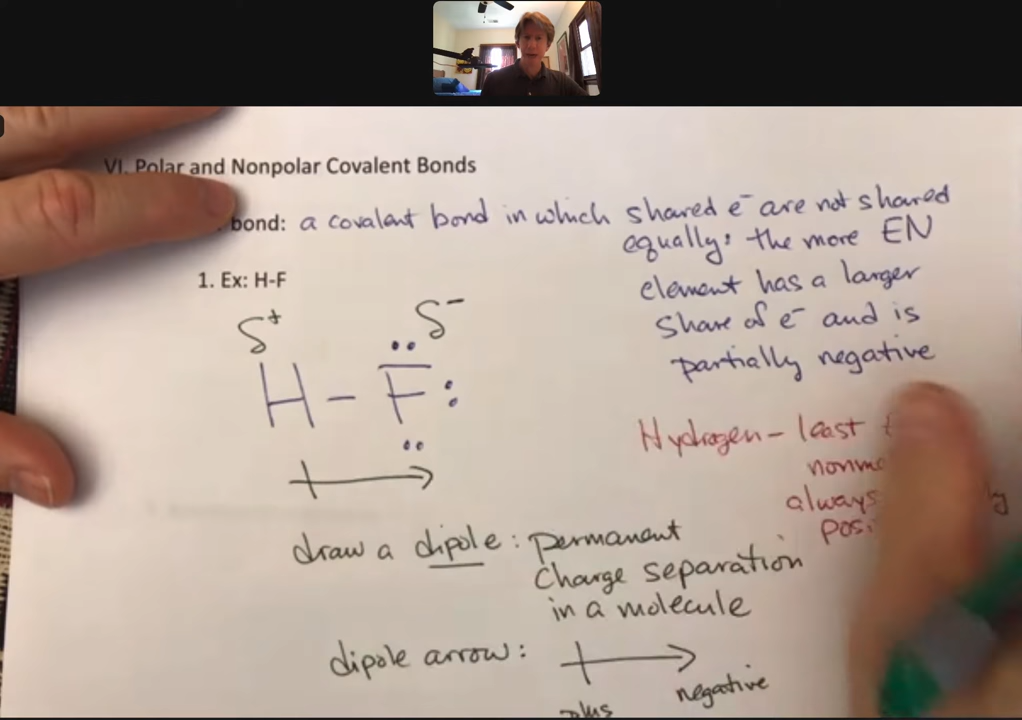 VI. Polar and Nonpolar Covalent Bonds
bond: a covalent bond in which shared e⁻ are not shared
equally: the more EN
element has a larger
share of e⁻ and is
partially negative
1. Ex: H-F
δ⁺ δ⁻
H – F
Hydrogen – least
always
draw a dipole: permanent
charge separation
in a molecule
dipole arrow:
plus negative